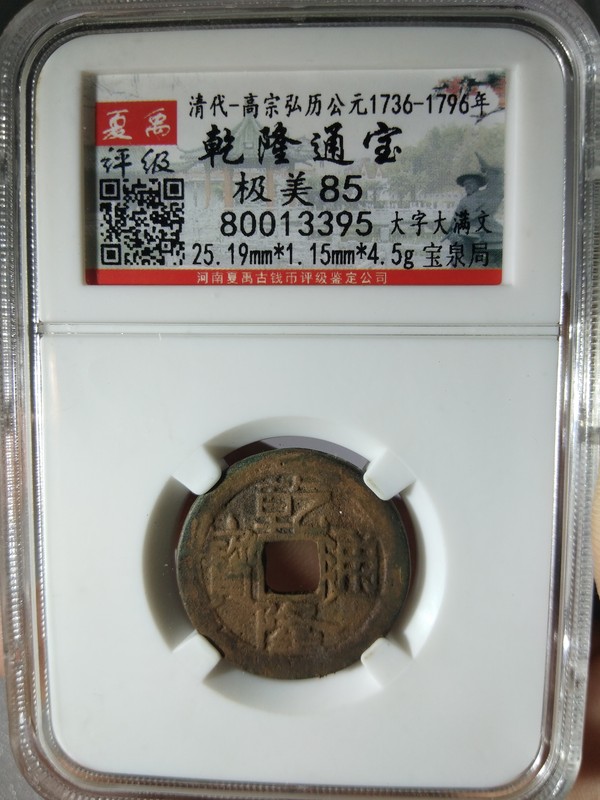 清代-高宗弘历公元1736-1796年
夏禹
评级
乾隆通宝
极美85
80013395 大字大满文
25.19mm*1.15mm*4.5g 宝泉局
河南夏禹古钱币评级鉴定公司
乾
隆
通
寳